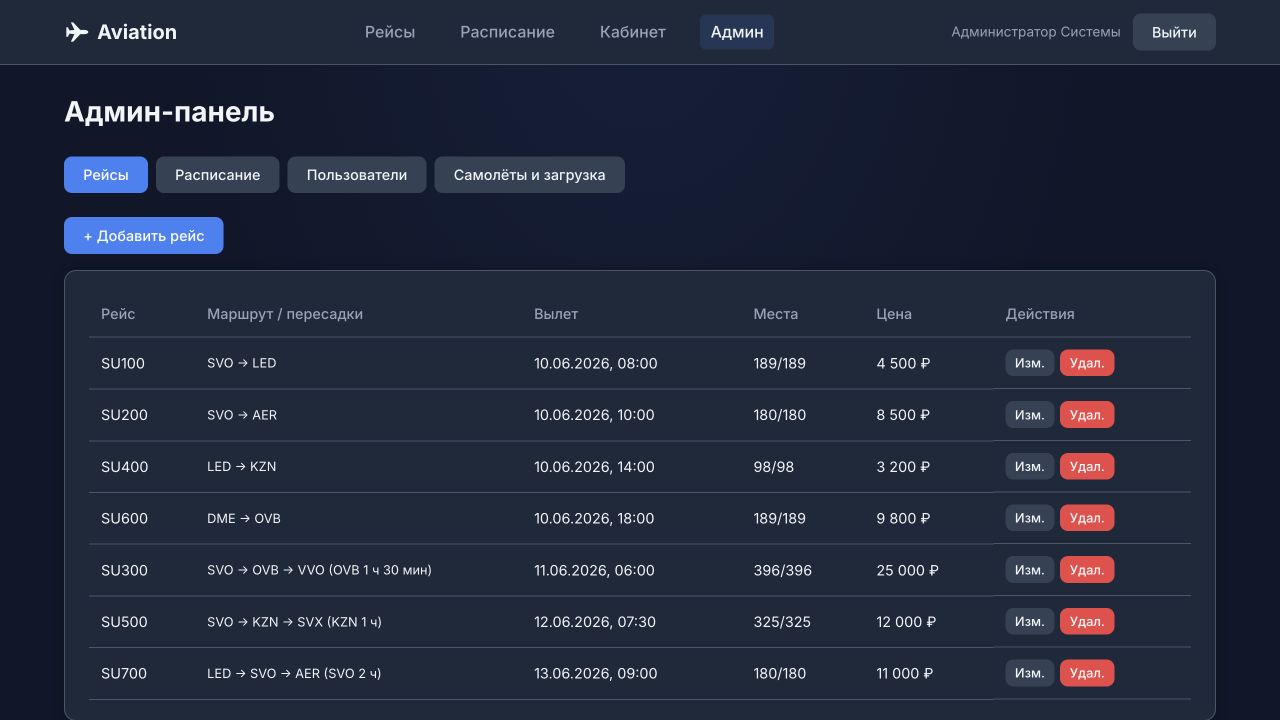 Aviation Рейсы Расписание Кабинет Админ Администратор Системы Выйти
Админ-панель
Рейсы Расписание Пользователи Самолёты и загрузка
+ Добавить рейс
Рейс Маршрут / пересадки Вылет Места Цена Действия
SU100 SVO → LED 10.06.2026, 08:00 189/189 4 500 ₽ Изм. Удал.
SU200 SVO → AER 10.06.2026, 10:00 180/180 8 500 ₽ Изм. Удал.
SU400 LED → KZN 10.06.2026, 14:00 98/98 3 200 ₽ Изм. Удал.
SU600 DME → OVB 10.06.2026, 18:00 189/189 9 800 ₽ Изм. Удал.
SU300 SVO → OVB → VVO (OVB 1 ч 30 мин) 11.06.2026, 06:00 396/396 25 000 ₽ Изм. Удал.
SU500 SVO → KZN → SVX (KZN 1 ч) 12.06.2026, 07:30 325/325 12 000 ₽ Изм. Удал.
SU700 LED → SVO → AER (SVO 2 ч) 13.06.2026, 09:00 180/180 11 000 ₽ Изм. Удал.